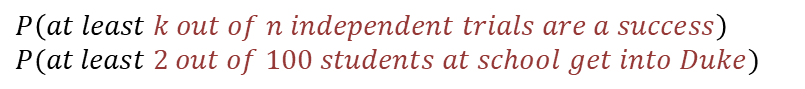 P(at least k out of n independent trials are a success)
P(at least 2 out of 100 students at school get into Duke)